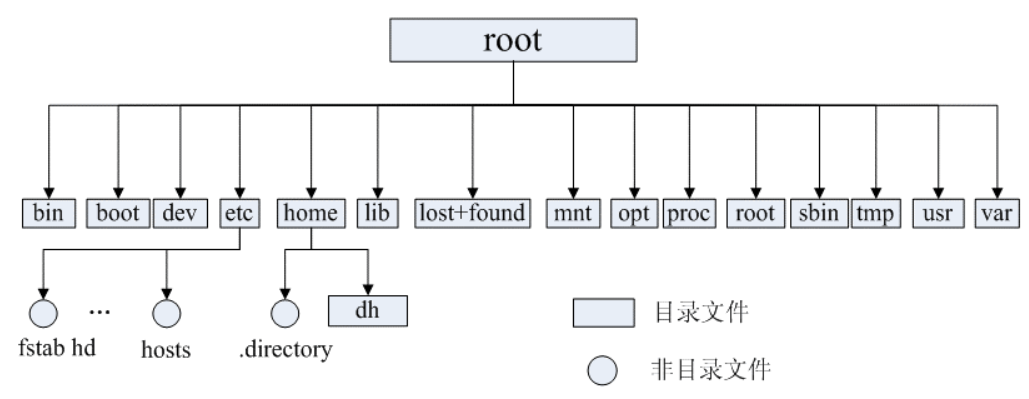 root
bin boot dev etc home lib lost+found mnt opt proc root sbin tmp usr var
... dh 目录文件
fstab hd hosts .directory
非目录文件